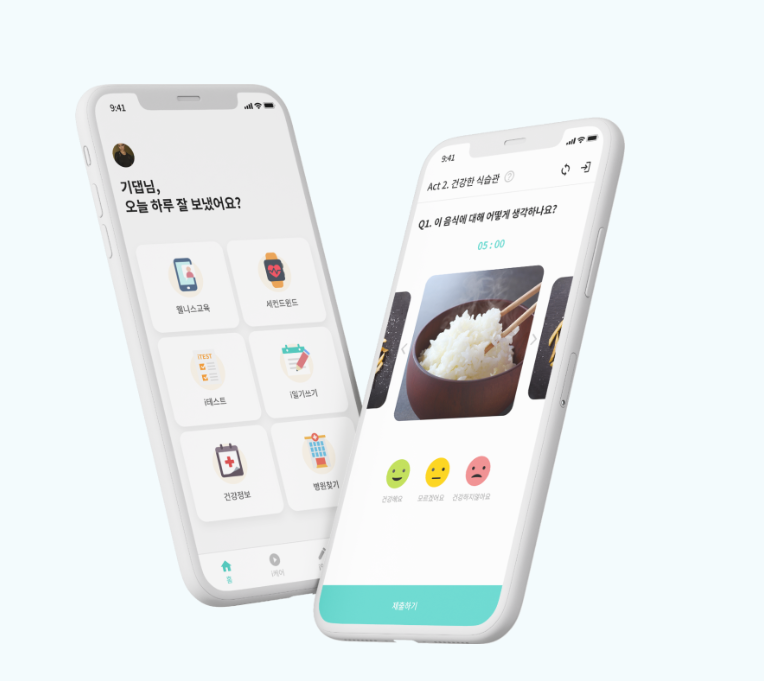 9:41
기댑님,
오늘 하루 잘 보냈어요?
웰니스교육
세컨드윈드
iTEST
i테스트
i일기쓰기
건강정보
병원찾기
홈
9:41
Act 2. 건강한 식습관 ?
Q1. 이 음식에 대해 어떻게 생각하나요?
05 : 00
건강해요
모르겠어요
건강하지않아요
제출하기